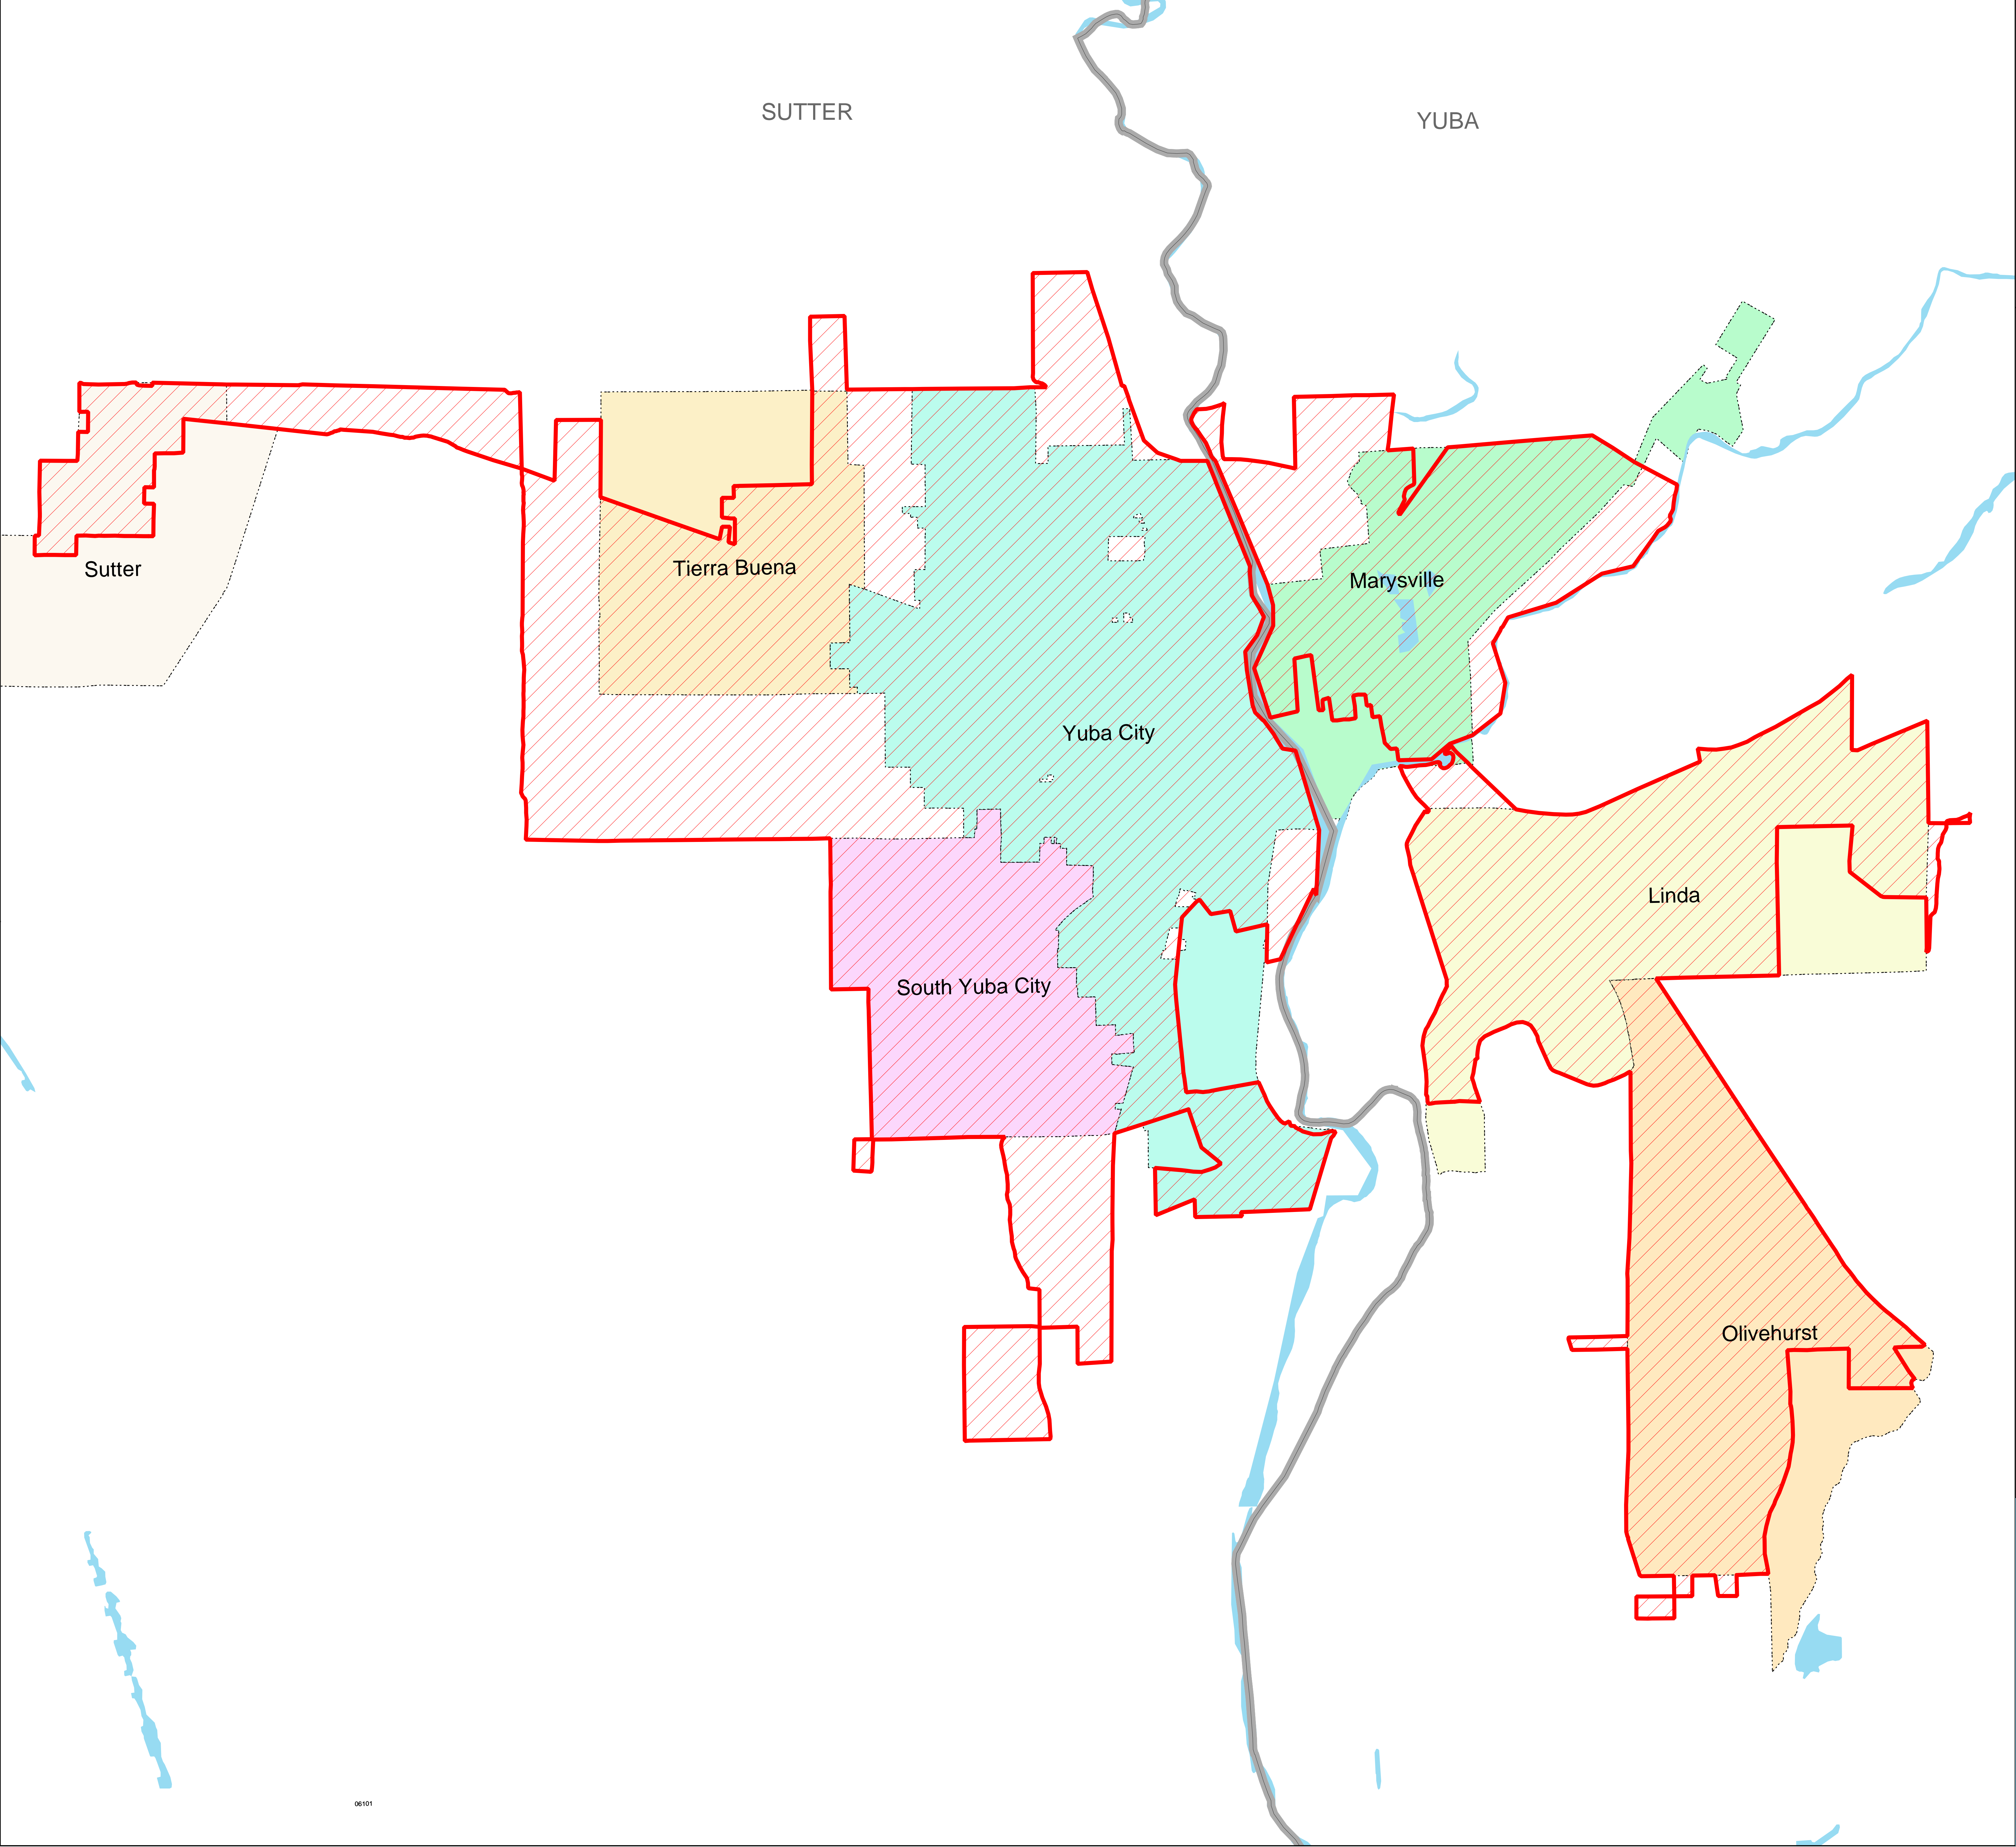 SUTTER
YUBA
Sutter
Tierra Buena
Marysville
Yuba City
Linda
South Yuba City
Olivehurst
06101